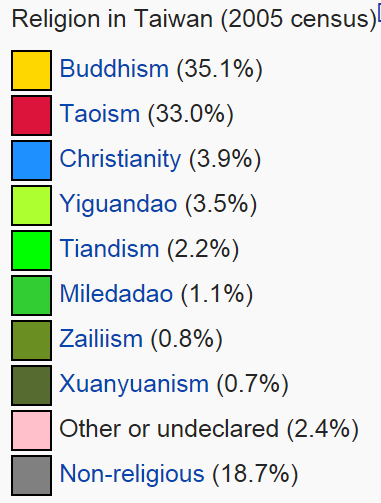 Religion in Taiwan (2005 census)
Buddhism (35.1%)
Taoism (33.0%)
Christianity (3.9%)
Yiguandao (3.5%)
Tiandism (2.2%)
Miledadao (1.1%)
Zailiism (0.8%)
Xuanyuanism (0.7%)
Other or undeclared (2.4%)
Non-religious (18.7%)